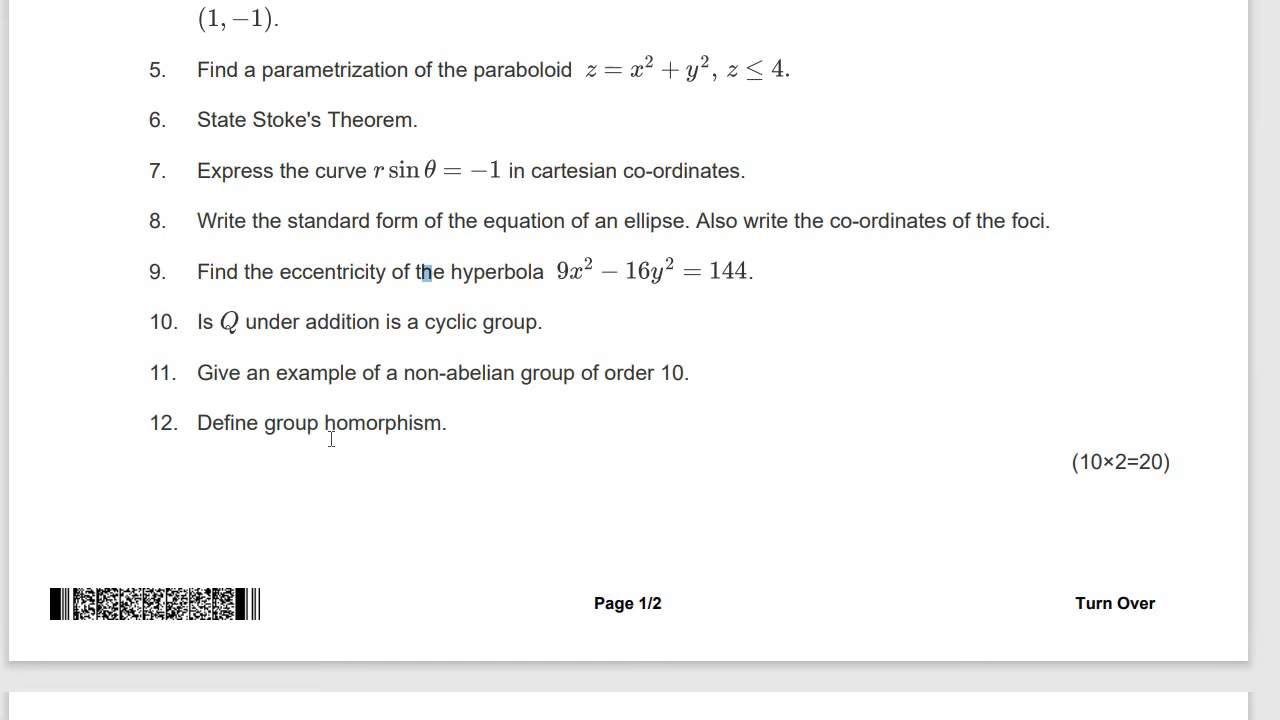 (1, −1).
5. Find a parametrization of the paraboloid z = x² + y², z ≤ 4.
6. State Stoke's Theorem.
7. Express the curve r sin θ = −1 in cartesian co-ordinates.
8. Write the standard form of the equation of an ellipse. Also write the co-ordinates of the foci.
9. Find the eccentricity of the hyperbola 9x² − 16y² = 144.
10. Is Q under addition is a cyclic group.
11. Give an example of a non-abelian group of order 10.
12. Define group homorphism.
(10×2=20)
Page 1/2 Turn Over